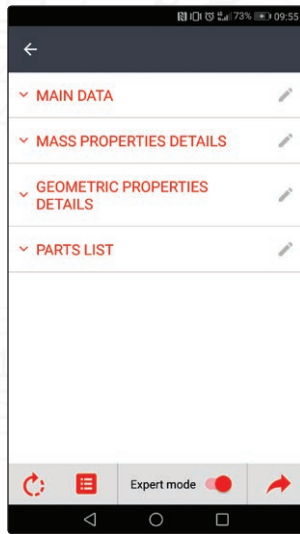 73% 09:55
MAIN DATA
MASS PROPERTIES DETAILS
GEOMETRIC PROPERTIES
DETAILS
PARTS LIST
Expert mode